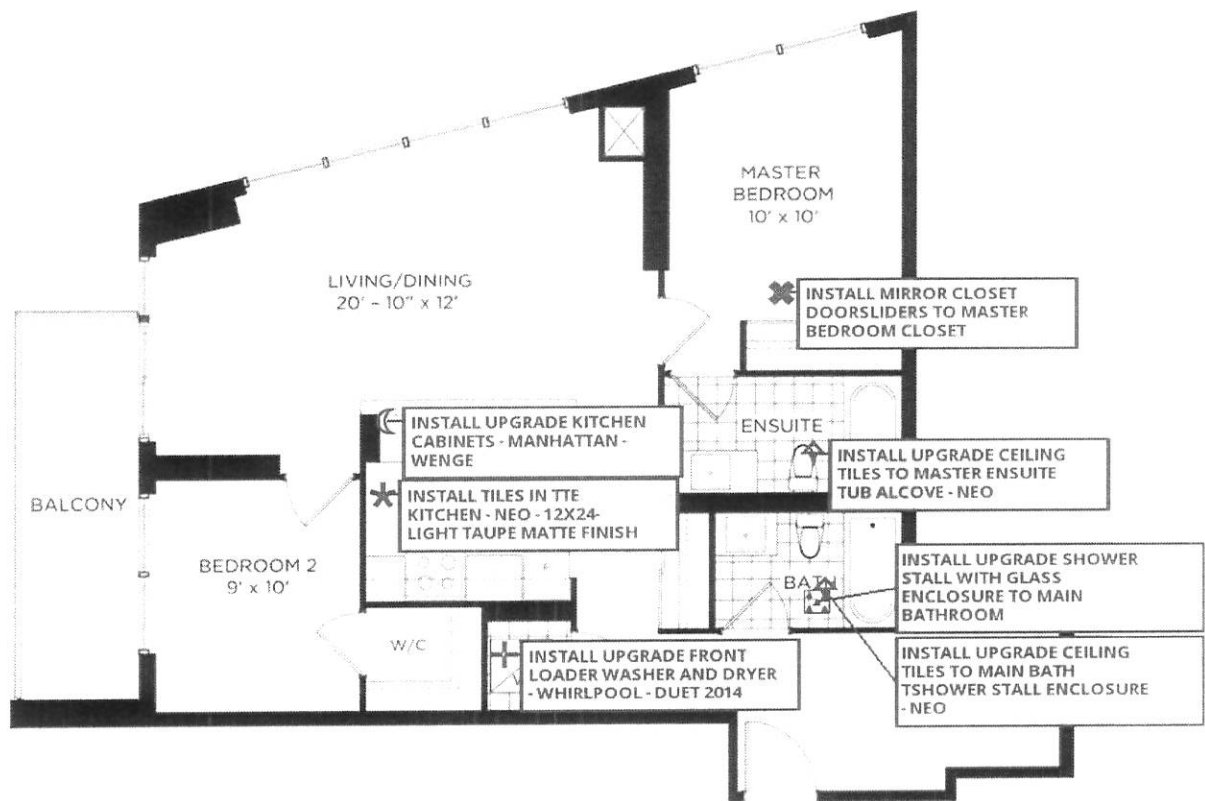 MASTER
BEDROOM
10' x 10'
LIVING/DINING
20' - 10" x 12'
INSTALL MIRROR CLOSET
DOORSLIDERS TO MASTER
BEDROOM CLOSET
INSTALL UPGRADE KITCHEN
CABINETS - MANHATTAN -
WENGE
ENSUITE
INSTALL UPGRADE CEILING
TILES TO MASTER ENSUITE
TUB ALCOVE - NEO
BALCONY
INSTALL TILES IN TTE
KITCHEN - NEO - 12X24-
LIGHT TAUPE MATTE FINISH
BEDROOM 2
9' x 10'
BATH
INSTALL UPGRADE SHOWER
STALL WITH GLASS
ENCLOSURE TO MAIN
BATHROOM
W/C
INSTALL UPGRADE FRONT
LOADER WASHER AND DRYER
- WHIRLPOOL - DUET 2014
INSTALL UPGRADE CEILING
TILES TO MAIN BATH
TSHOWER STALL ENCLOSURE
- NEO